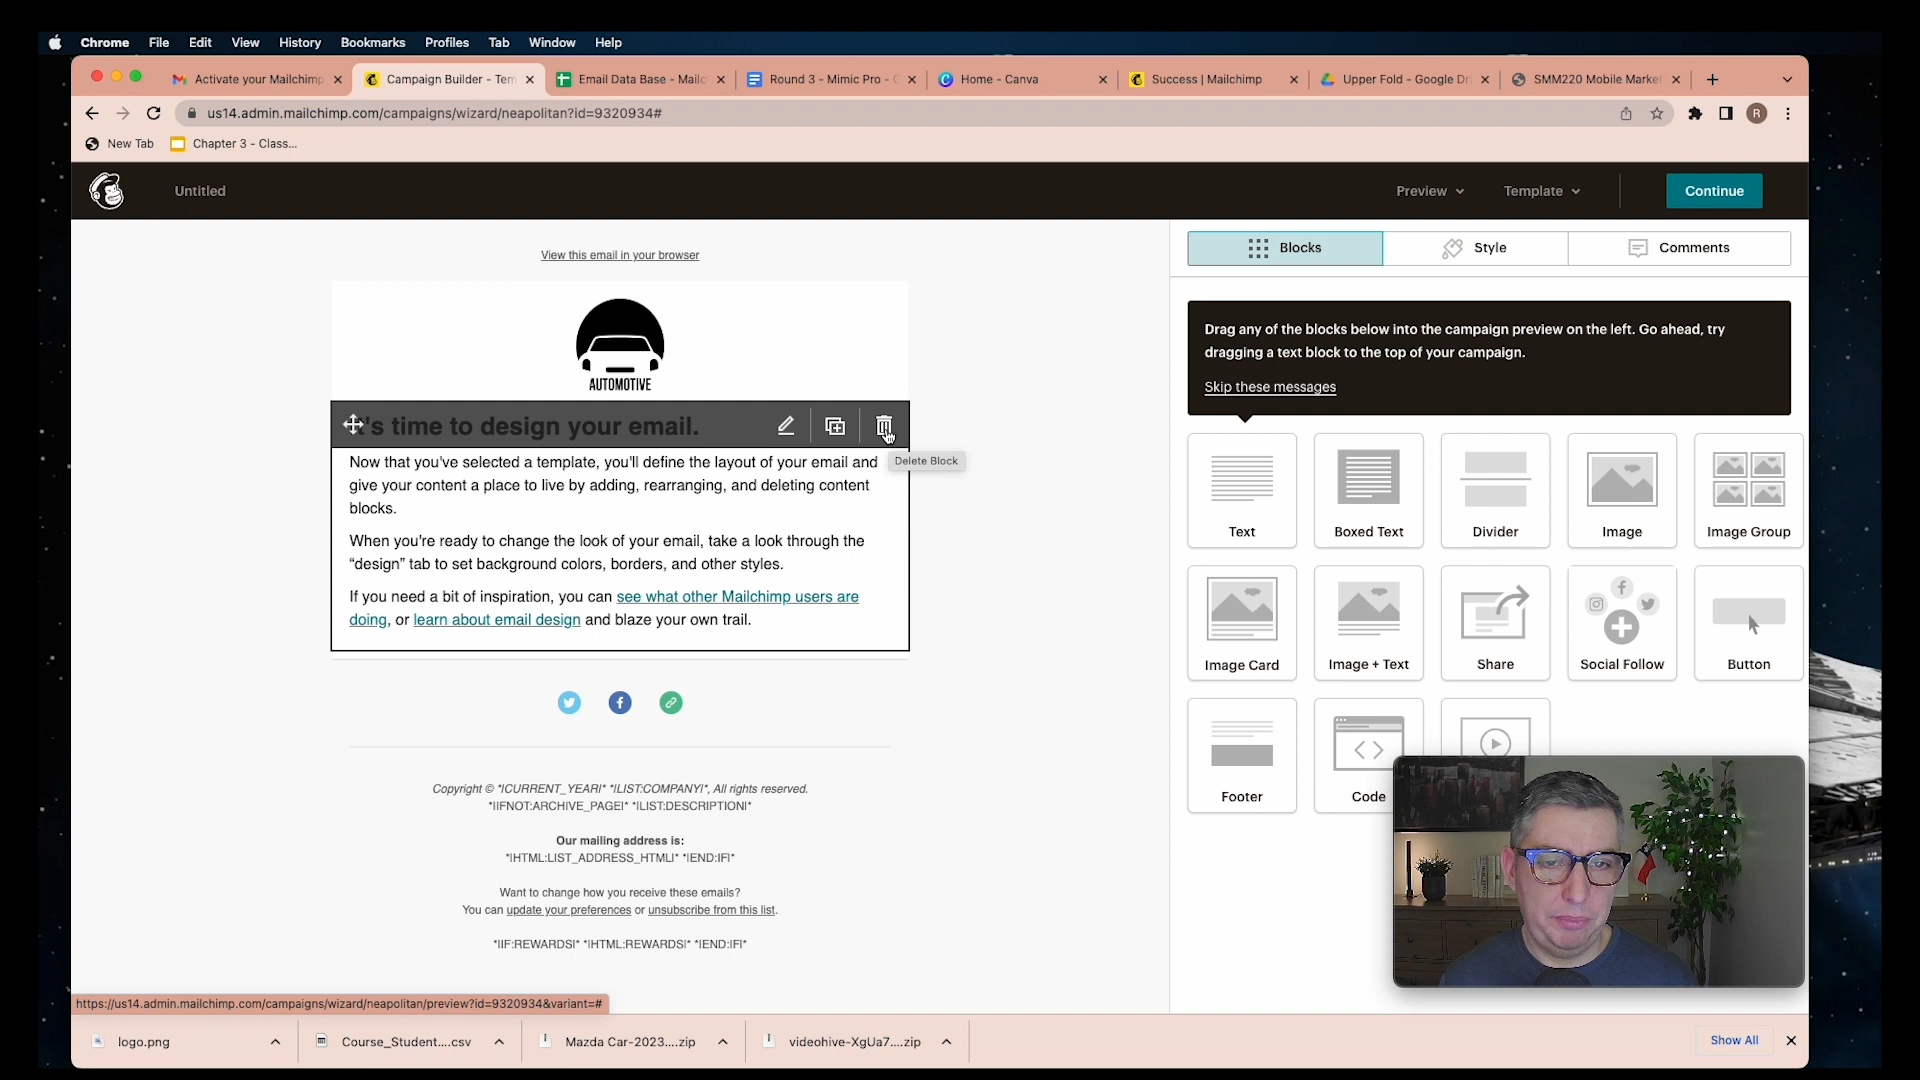 Chrome File Edit View History Bookmarks Profiles Tab Window Help
Activate your Mailchimp
Campaign Builder - Tem
Email Data Base - Mailc
Round 3 - Mimic Pro - C
Home - Canva
Success | Mailchimp
Upper Fold - Google Dri
SMM220 Mobile Market
us14.admin.mailchimp.com/campaigns/wizard/neapolitan?id=9320934#
R
New Tab
Chapter 3 - Class...
Untitled
Preview
Template
Continue
View this email in your browser
AUTOMOTIVE
It's time to design your email.
Delete Block
Now that you've selected a template, you'll define the layout of your email and
give your content a place to live by adding, rearranging, and deleting content
blocks.
When you're ready to change the look of your email, take a look through the
“design” tab to set background colors, borders, and other styles.
If you need a bit of inspiration, you can see what other Mailchimp users are
doing, or learn about email design and blaze your own trail.
Copyright © *|CURRENT_YEAR|* *|LIST:COMPANY|*, All rights reserved.
*|IFNOT:ARCHIVE_PAGE|* *|LIST:DESCRIPTION|*
Our mailing address is:
*|HTML:LIST_ADDRESS_HTML|* *|END:IF|*
Want to change how you receive these emails?
You can update your preferences or unsubscribe from this list.
*|IF:REWARDS|* *|HTML:REWARDS|* *|END:IF|*
Blocks
Style
Comments
Drag any of the blocks below into the campaign preview on the left. Go ahead, try
dragging a text block to the top of your campaign.
Skip these messages
Text
Boxed Text
Divider
Image
Image Group
Image Card
Image + Text
Share
Social Follow
Button
Footer
Code
https://us14.admin.mailchimp.com/campaigns/wizard/neapolitan/preview?id=9320934&variant=#
logo.png
Course_Student....csv
Mazda Car-2023....zip
videohive-XgUa7....zip
Show All